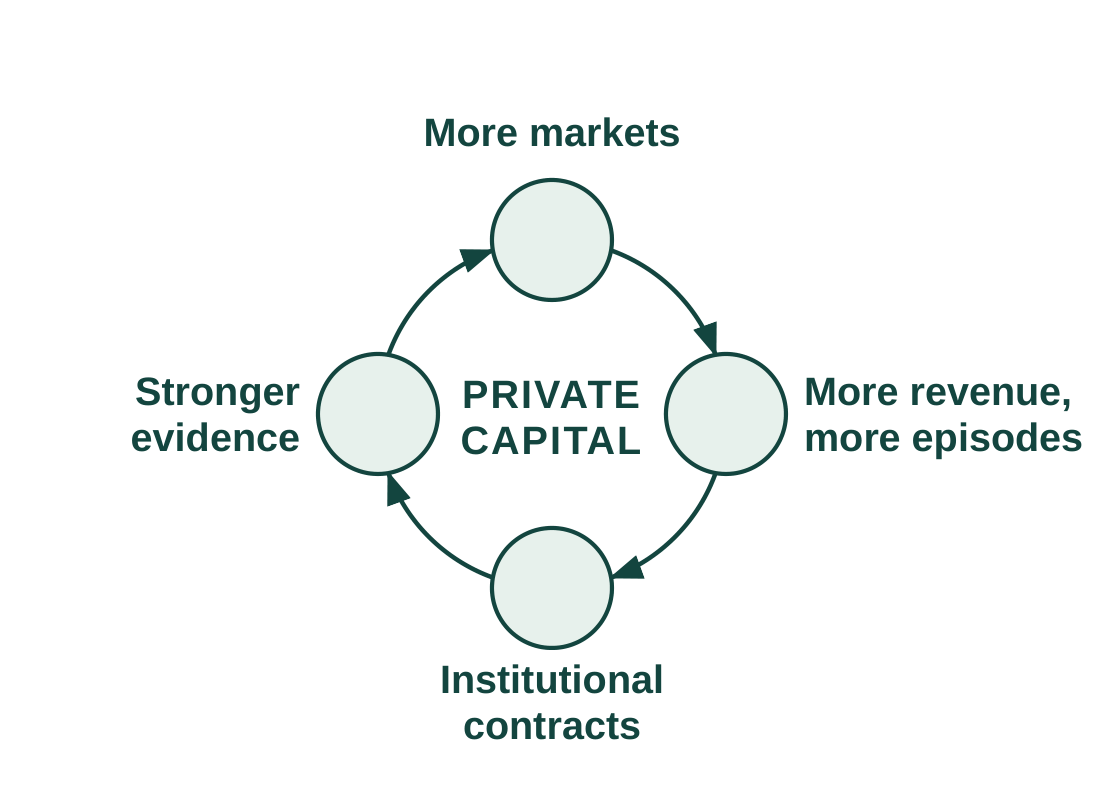 More markets
Stronger
evidence
PRIVATE
CAPITAL
More revenue,
more episodes
Institutional
contracts